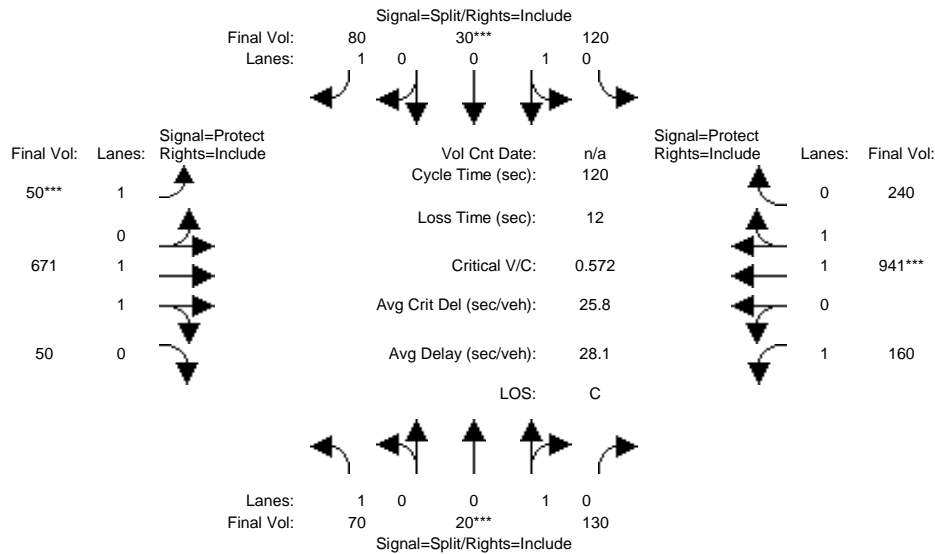 Signal=Split/Rights=Include
Final Vol: 80 30*** 120
Lanes: 1 0 0 1 0
Signal=Protect
Final Vol: Lanes: Rights=Include
Vol Cnt Date: n/a
Signal=Protect
Rights=Include Lanes: Final Vol:
Cycle Time (sec): 120
50*** 1
0 240
Loss Time (sec): 12
0
1
671 1
Critical V/C: 0.572
1 941***
1
Avg Crit Del (sec/veh): 25.8
0
50 0
Avg Delay (sec/veh): 28.1
1 160
LOS: C
Lanes: 1 0 0 1 0
Final Vol: 70 20*** 130
Signal=Split/Rights=Include